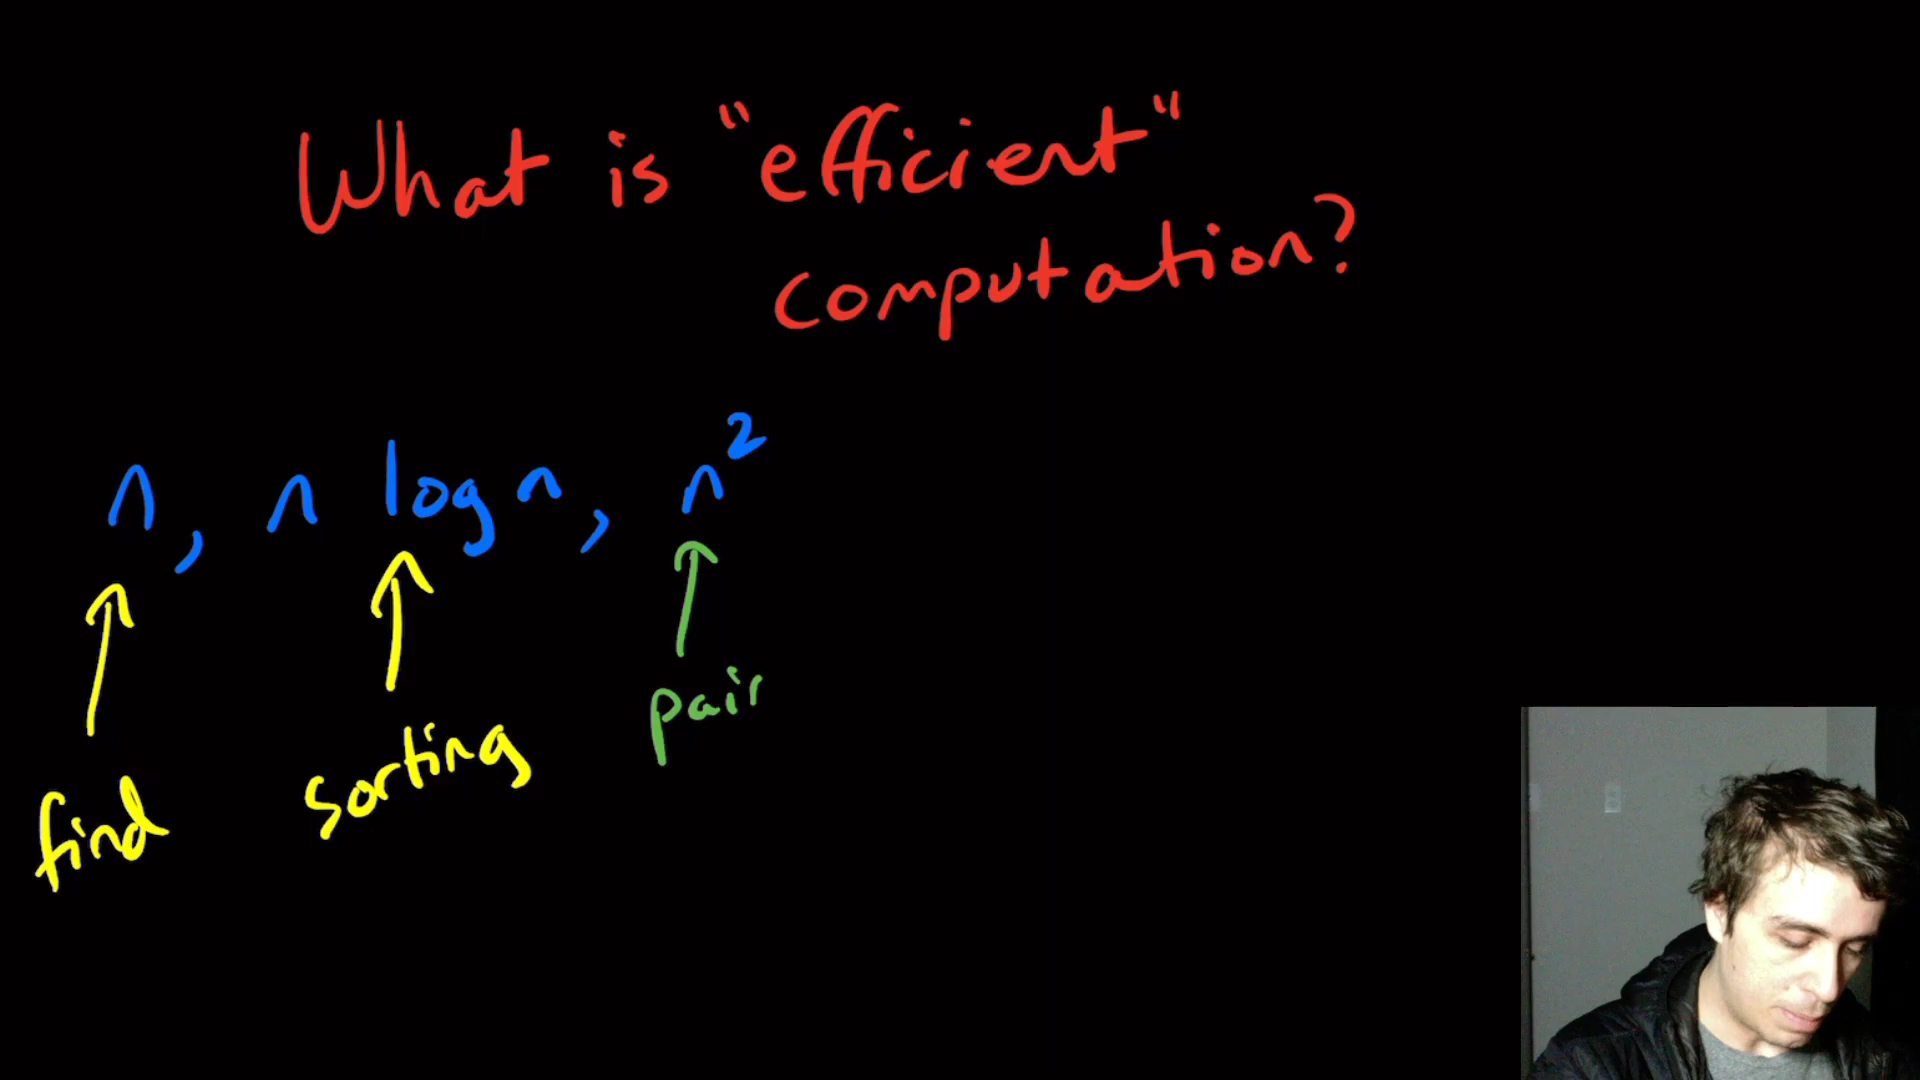 What is "efficient"
computation?
n, n log n, n²
find sorting pair